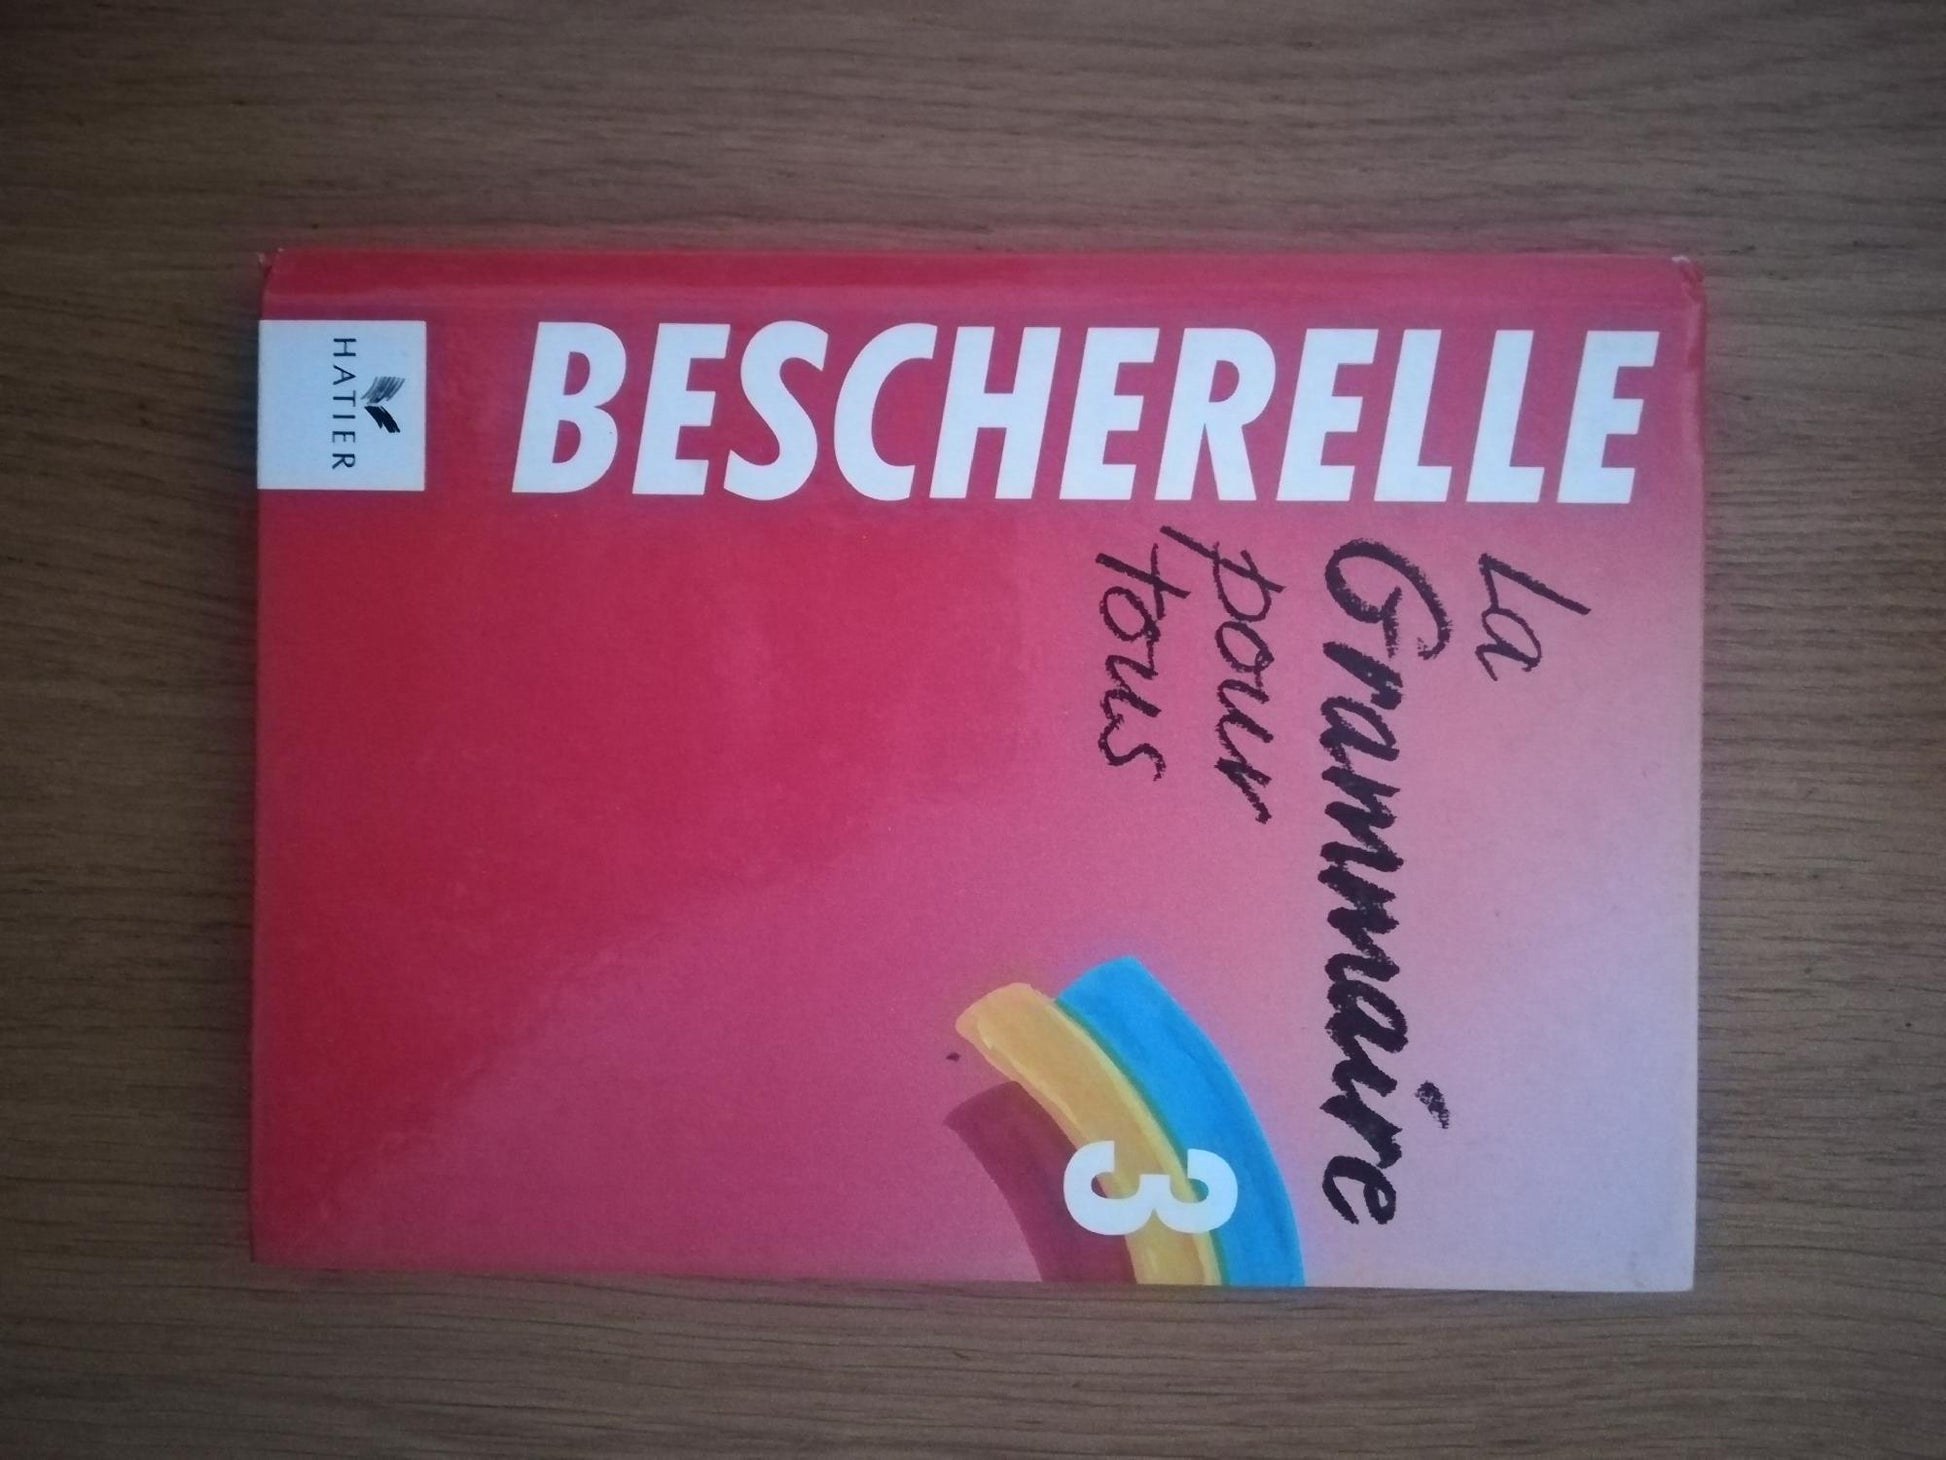 BESCHERELLE
La
Grammaire
pour
tous
3
HATIER